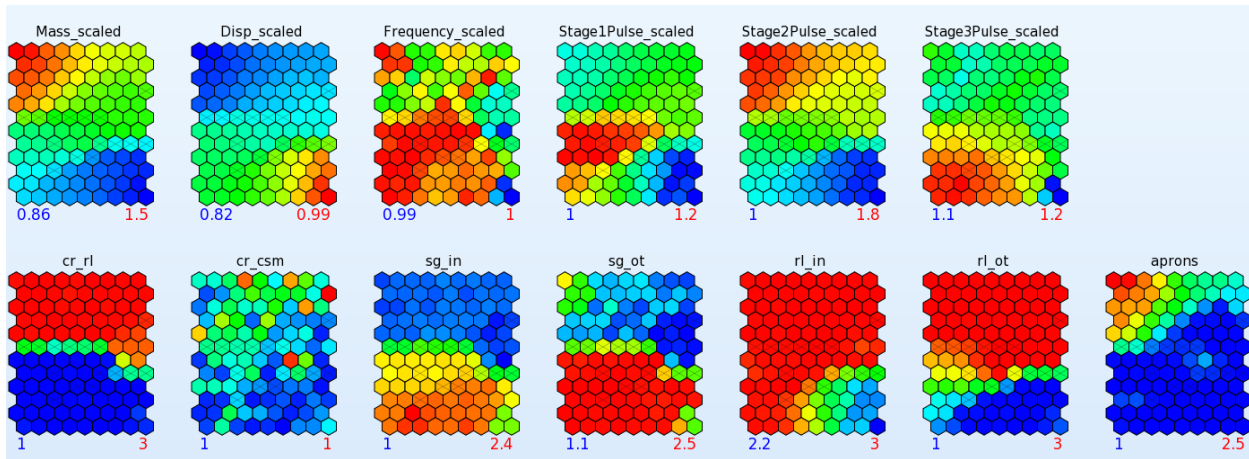 Mass_scaled Disp_scaled Frequency_scaled Stage1Pulse_scaled Stage2Pulse_scaled Stage3Pulse_scaled
0.86 1.5 0.82 0.99 0.99 1 1 1.2 1 1.8 1.1 1.2
cr_rl cr_csm sg_in sg_ot rl_in rl_ot aprons
1 3 1 1 1 2.4 1.1 2.5 2.2 3 1 3 1 2.5